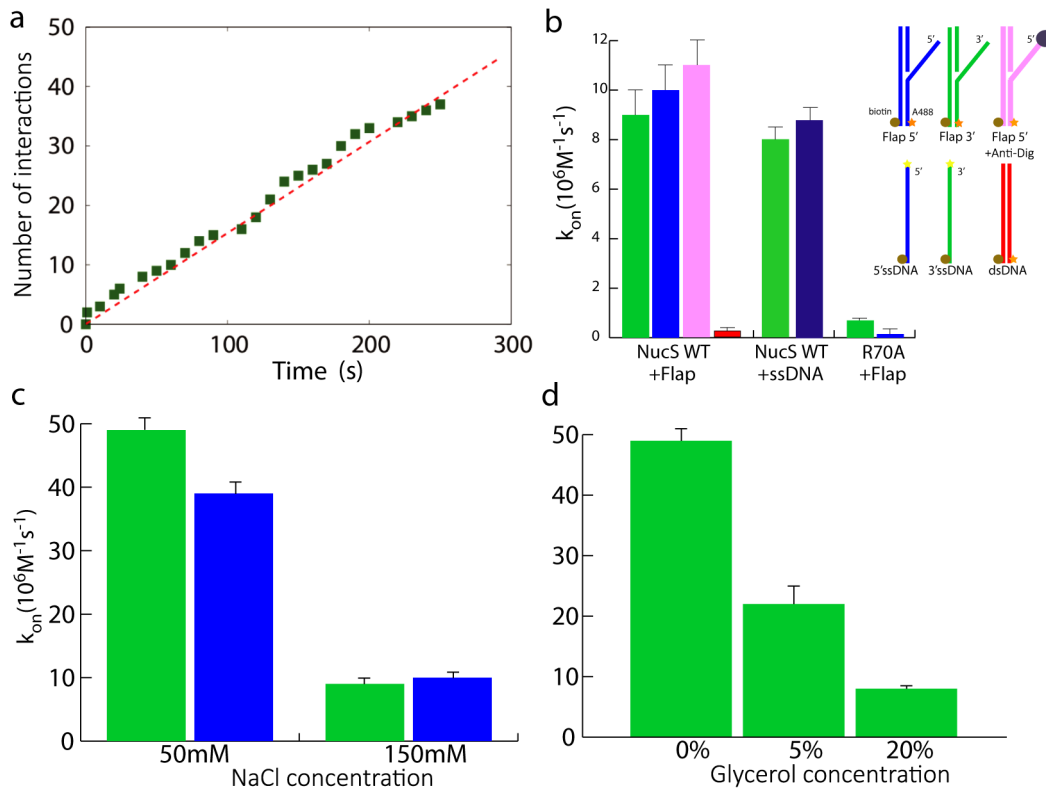 a
50
40
30
20
10
0
Number of interactions
0
100
200
300
Time (s)
b
12
10
8
6
4
2
0
kon(10⁶M⁻¹s⁻¹)
NucS WT
+Flap
NucS WT
+ssDNA
R70A
+Flap
5′
3′
5′
biotin
A488
Flap 5′
Flap 3′
Flap 5′
+Anti-Dig
5′
3′
5′ssDNA
3′ssDNA
dsDNA
c
50
40
30
20
10
0
kon(10⁶M⁻¹s⁻¹)
50mM
150mM
NaCl concentration
d
50
40
30
20
10
0
0%
5%
20%
Glycerol concentration